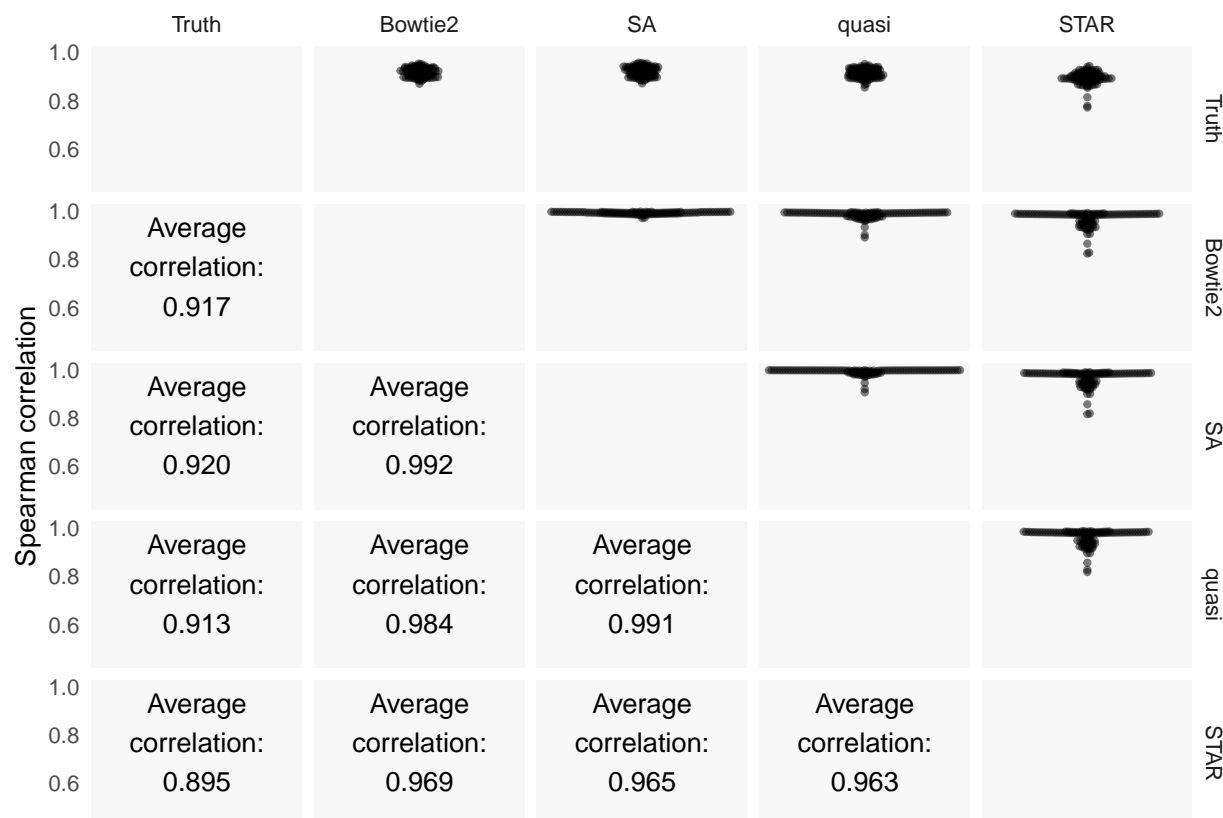 Truth Bowtie2 SA quasi STAR
1.0
0.8
0.6
Truth
1.0
0.8
0.6
Average
correlation:
0.917
Bowtie2
Spearman correlation
1.0
0.8
0.6
Average
correlation:
0.920
Average
correlation:
0.992
SA
1.0
0.8
0.6
Average
correlation:
0.913
Average
correlation:
0.984
Average
correlation:
0.991
quasi
1.0
0.8
0.6
Average
correlation:
0.895
Average
correlation:
0.969
Average
correlation:
0.965
Average
correlation:
0.963
STAR